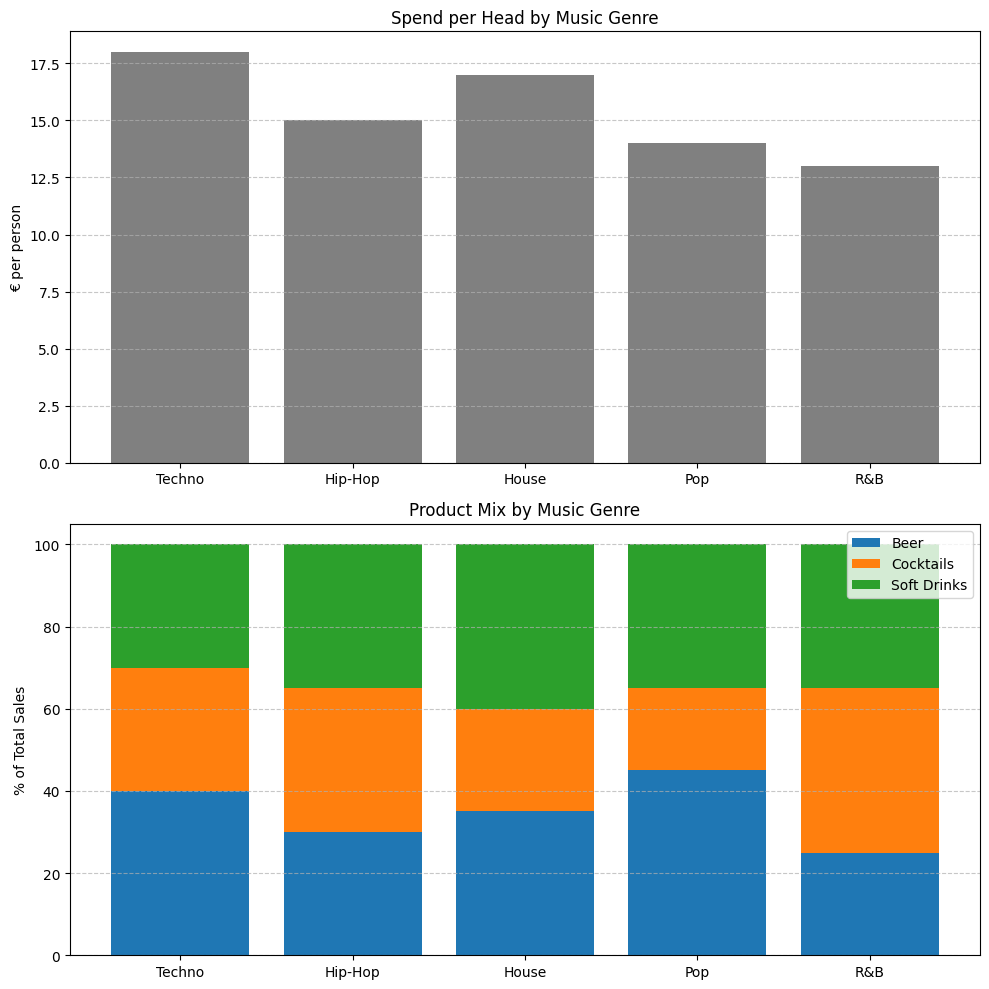 Spend per Head by Music Genre
€ per person
17.5
15.0
12.5
10.0
7.5
5.0
2.5
0.0
Techno Hip-Hop House Pop R&B
Product Mix by Music Genre
Beer
Cocktails
Soft Drinks
% of Total Sales
100
80
60
40
20
0
Techno Hip-Hop House Pop R&B